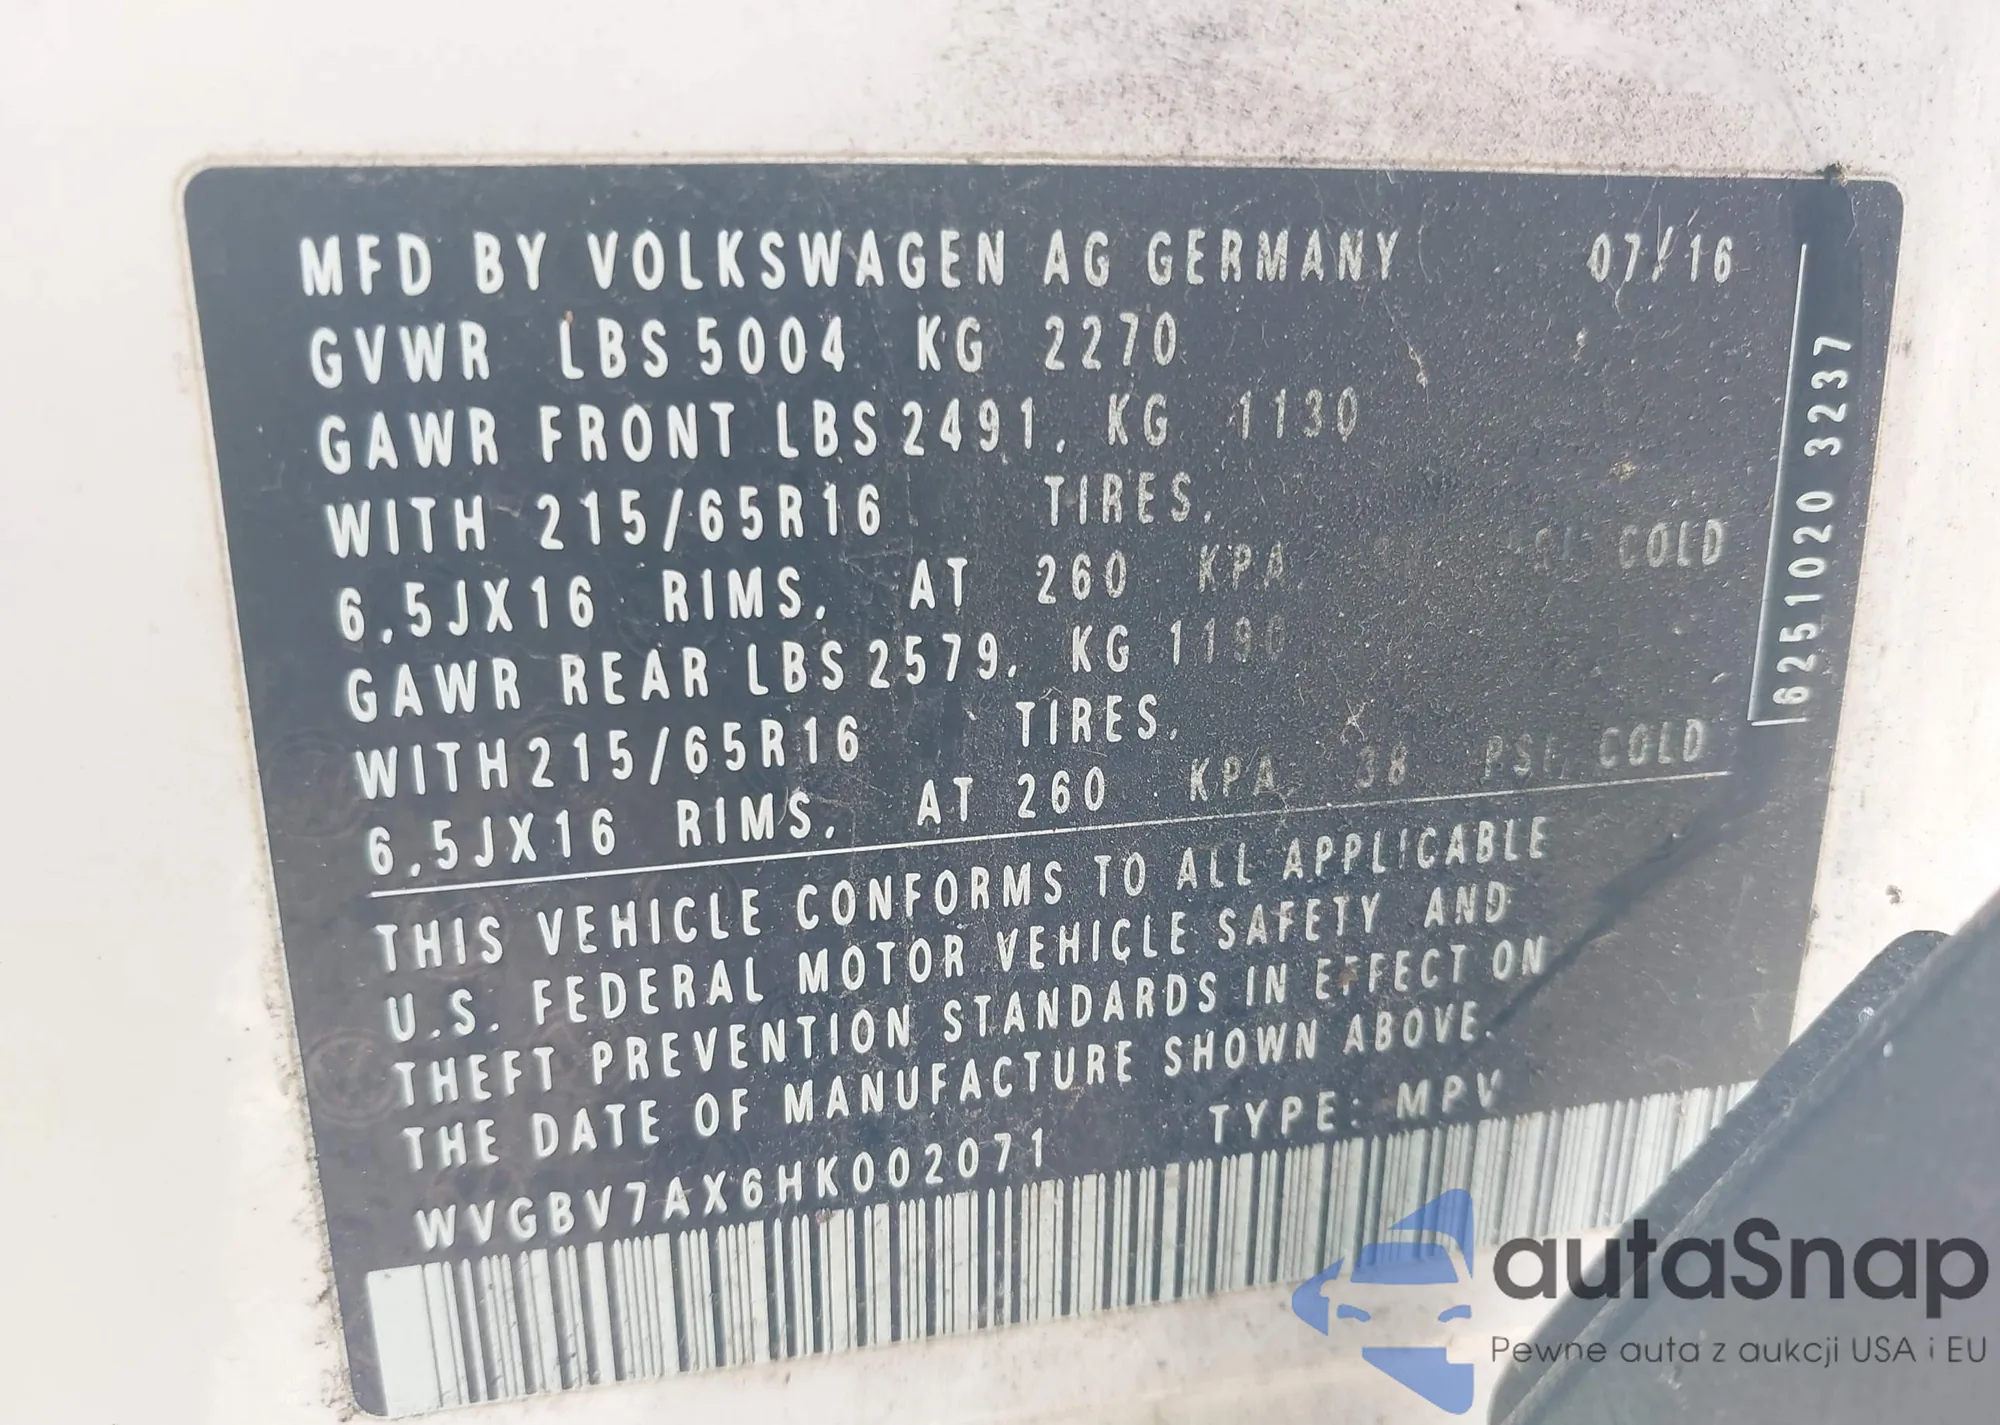 MFD BY VOLKSWAGEN AG GERMANY 07/16
GVWR LBS 5004 KG 2270
GAWR FRONT LBS 2491, KG 1130
WITH 215/65R16 TIRES,
6,5JX16 RIMS, AT 260 KPA PSI COLD
GAWR REAR LBS 2579, KG
WITH 215/65R16 TIRES,
6,5JX16 RIMS, AT 260 KPA, 38 PSI, COLD
THIS VEHICLE CONFORMS TO ALL APPLICABLE
U.S. FEDERAL MOTOR VEHICLE SAFETY AND
THEFT PREVENTION STANDARDS IN EFFECT ON
THE DATE OF MANUFACTURE SHOWN ABOVE.
WVGBV7AX6HK002071 TYPE: MPV
6251020 3237
autaSnap
Pewne auta z aukcji USA i EU